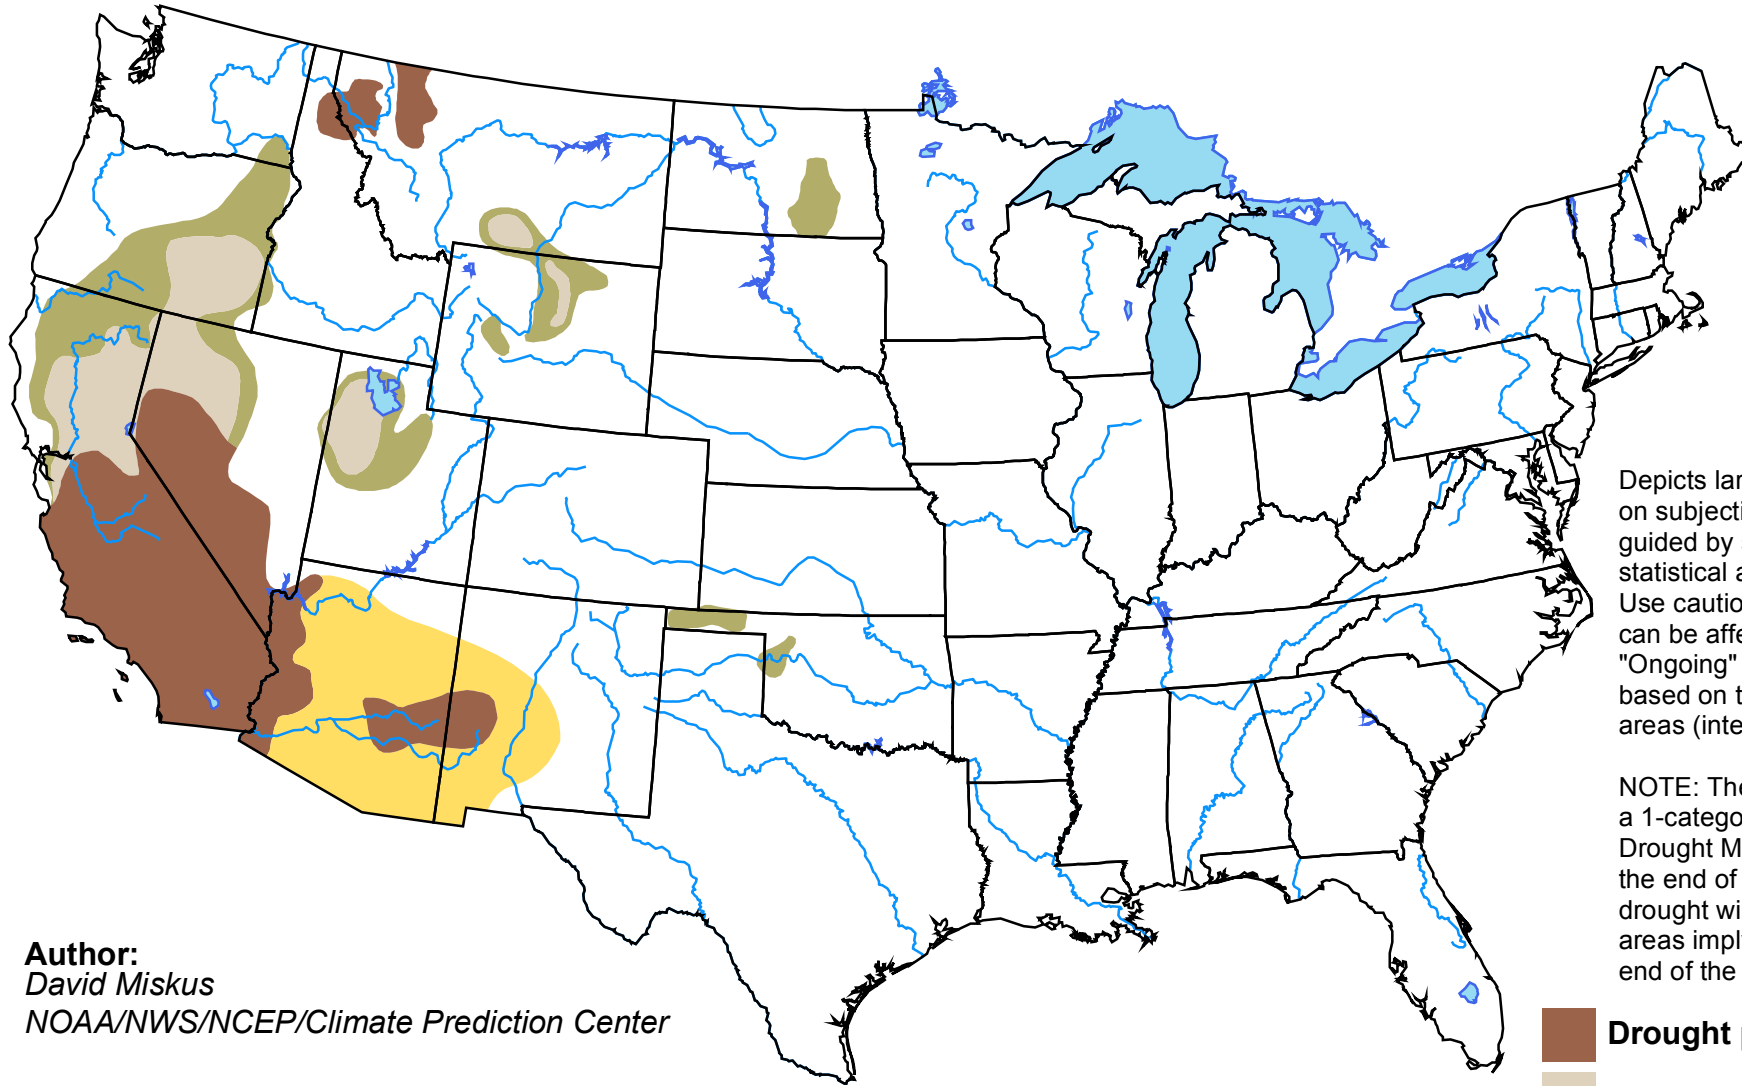 Depicts lar
on subjecti
guided by
statistical a
Use cautio
can be affe
"Ongoing"
based on t
areas (inte
NOTE: The
a 1-catego
Drought M
the end of
drought wi
areas imply
end of the
Author:
David Miskus
NOAA/NWS/NCEP/Climate Prediction Center
Drought